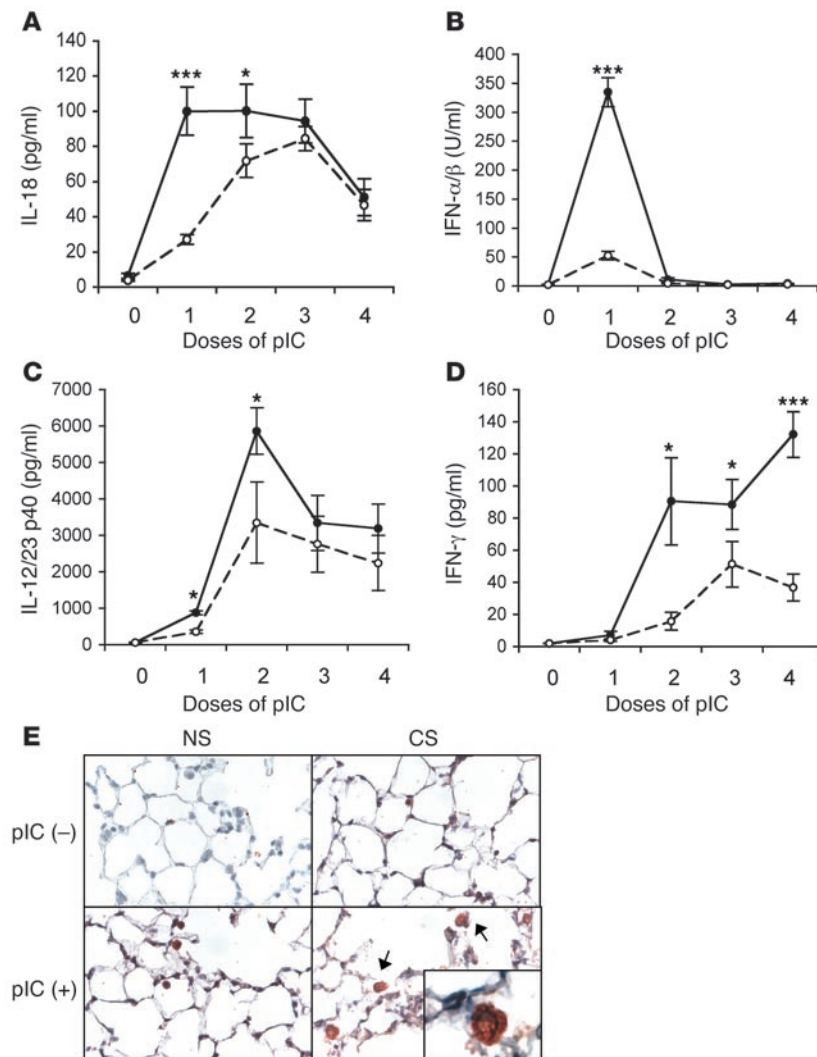 A
IL-18 (pg/ml)
140
120
100
80
60
40
20
0
***
*
0 1 2 3 4
Doses of pIC
B
IFN-α/β (U/ml)
400
350
300
250
200
150
100
50
0
***
0 1 2 3 4
Doses of pIC
C
IL-12/23 p40 (pg/ml)
7000
6000
5000
4000
3000
2000
1000
0
*
*
0 1 2 3 4
Doses of pIC
D
IFN-γ (pg/ml)
160
140
120
100
80
60
40
20
0
*
*
***
0 1 2 3 4
Doses of pIC
E
NS CS
pIC (–)
pIC (+)